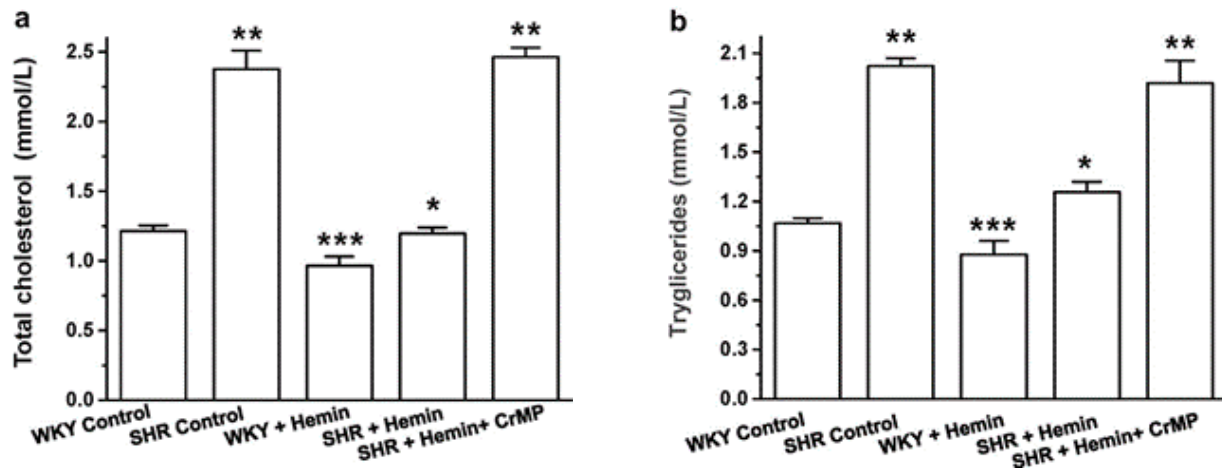 a
Total cholesterol (mmol/L)
2.5
2.0
1.5
1.0
0.5
0.0
**
***
*
**
WKY Control
SHR Control
WKY + Hemin
SHR + Hemin
SHR + Hemin+ CrMP
b
Tryglicerides (mmol/L)
2.1
1.8
1.5
1.2
0.9
0.6
0.3
0.0
**
***
*
**
WKY Control
SHR Control
WKY + Hemin
SHR + Hemin
SHR + Hemin+ CrMP